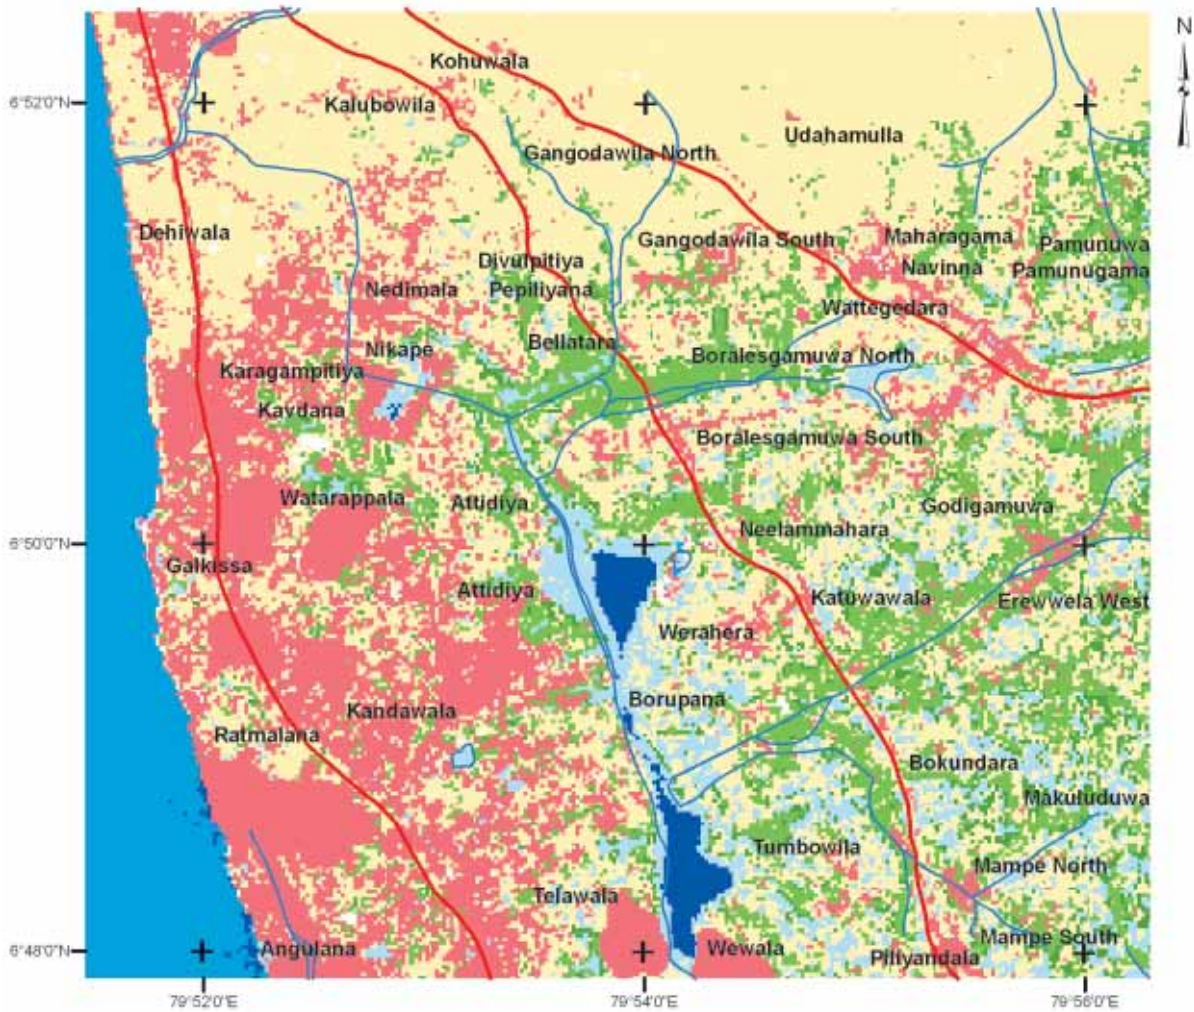 N
Kohuwala
6°52'0"N
Kalubowila
Udahamulla
Gangodawila North
Dehiwala
Gangodawila South
Maharagama
Pamunuwa
Divulpitiya
Navinna
Pamunugama
Nedimala
Pepiliyana
Wattegedara
Bellatara
Nikape
Boralesgamuwa North
Karagampitiya
Kavdana
Boralesgamuwa South
Watarappala
Attidiya
Godigamuwa
Neelammahara
6°50'0"N
Galkissa
Attidiya
Katuwawala
Erewwela West
Werahera
Borupana
Kandawala
Ratmalana
Bokundara
Makuluduwa
Tumbowila
Mampe North
Telawala
Mampe South
6°48'0"N
Angulana
Wewala
Piliyandala
79°52'0"E
79°54'0"E
79°56'0"E